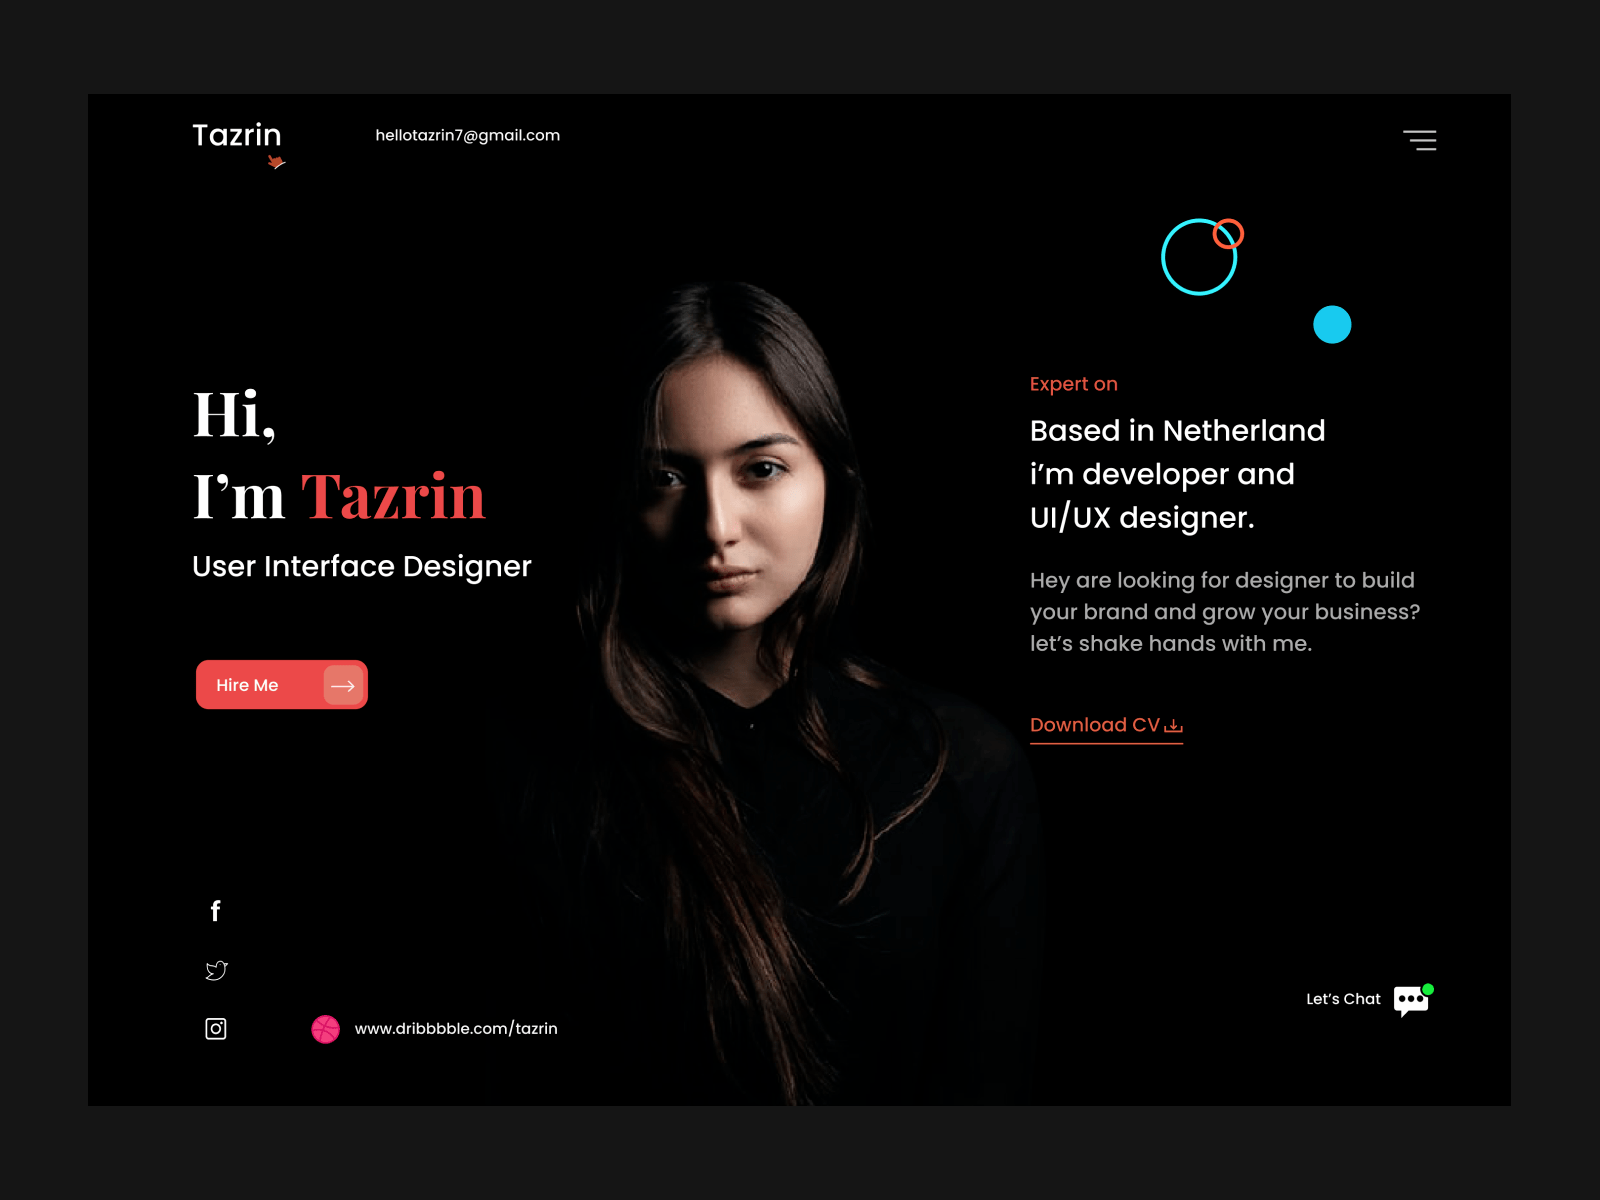 Tazrin
hellotazrin7@gmail.com
Hi,
I’m Tazrin
User Interface Designer
Hire Me
Expert on
Based in Netherland
i’m developer and
UI/UX designer.
Hey are looking for designer to build
your brand and grow your business?
let’s shake hands with me.
Download CV
www.dribbbble.com/tazrin
Let’s Chat